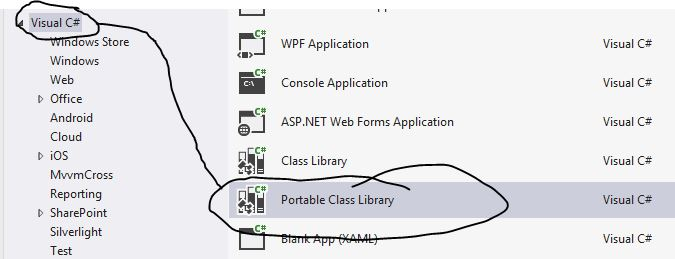 Visual C#
Windows Store
Windows
Web
Office
Android
Cloud
iOS
MvvmCross
Reporting
SharePoint
Silverlight
Test
WPF Application Visual C#
Console Application Visual C#
ASP.NET Web Forms Application Visual C#
Class Library Visual C#
Portable Class Library Visual C#
Blank App (XAML) Visual C#